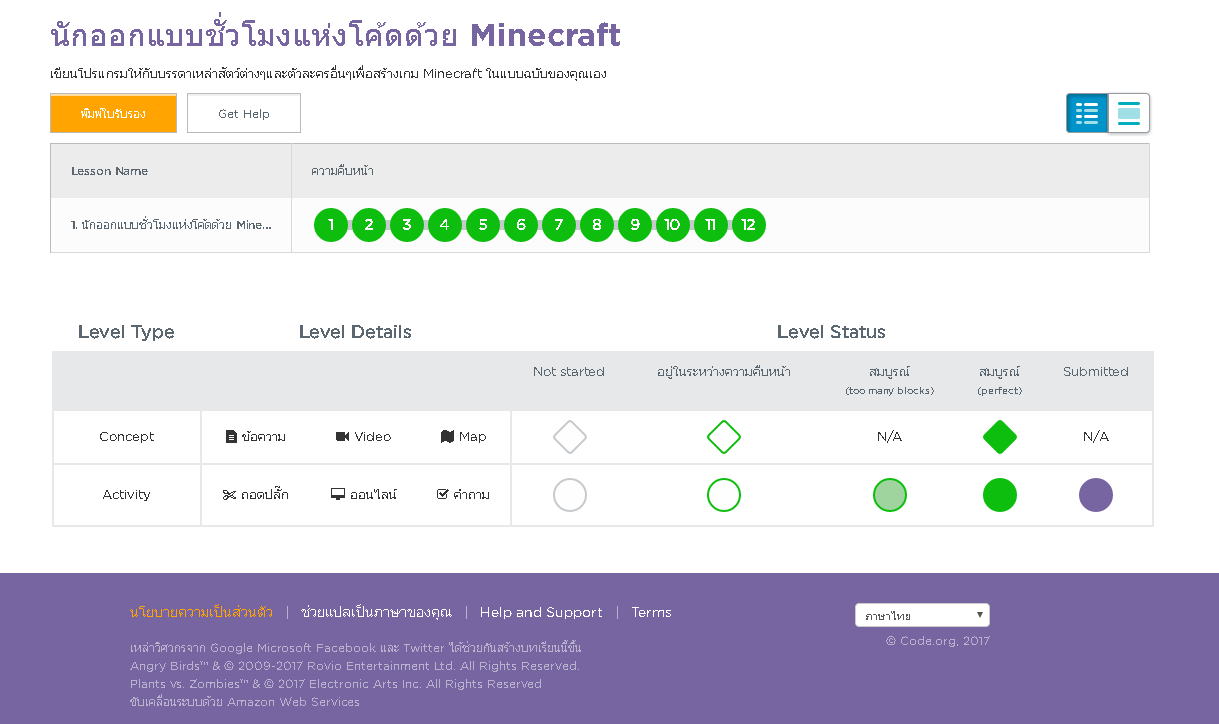 นักออกแบบชั่วโมงแห่งโค้ดด้วย Minecraft
เขียนโปรแกรมให้กับบรรดาเหล่าสัตว์ต่างๆและตัวละครอื่นๆเพื่อสร้างเกม Minecraft ในแบบฉบับของคุณเอง
พิมพ์ใบรับรอง Get Help
Lesson Name ความคืบหน้า
1. นักออกแบบชั่วโมงแห่งโค้ดด้วย Mine... 1 2 3 4 5 6 7 8 9 10 11 12
Level Type Level Details Level Status
Not started อยู่ในระหว่างความคืบหน้า สมบูรณ์ สมบูรณ์ Submitted
(too many blocks) (perfect)
Concept ข้อความ Video Map N/A N/A
Activity ถอดปลั๊ก ออนไลน์ คำถาม
นโยบายความเป็นส่วนตัว | ช่วยแปลเป็นภาษาของคุณ | Help and Support | Terms ภาษาไทย
© Code.org, 2017
เหล่าวิศวกรจาก Google Microsoft Facebook และ Twitter ได้ช่วยกันสร้างบทเรียนนี้ขึ้น
Angry Birds™ & © 2009-2017 Rovio Entertainment Ltd. All Rights Reserved.
Plants vs. Zombies™ & © 2017 Electronic Arts Inc. All Rights Reserved
ขับเคลื่อนระบบด้วย Amazon Web Services